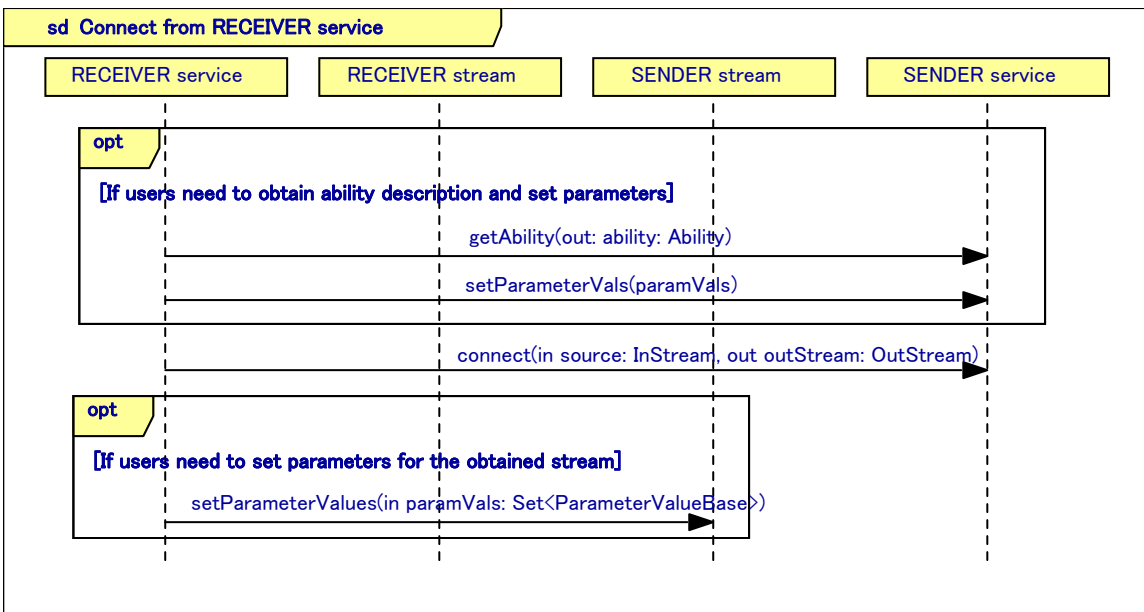 sd Connect from RECEIVER service
RECEIVER service
RECEIVER stream
SENDER stream
SENDER service
opt
[If users need to obtain ability description and set parameters]
getAbility(out: ability: Ability)
setParameterVals(paramVals)
connect(in source: InStream, out outStream: OutStream)
opt
[If users need to set parameters for the obtained stream]
setParameterValues(in paramVals: Set<ParameterValueBase>)